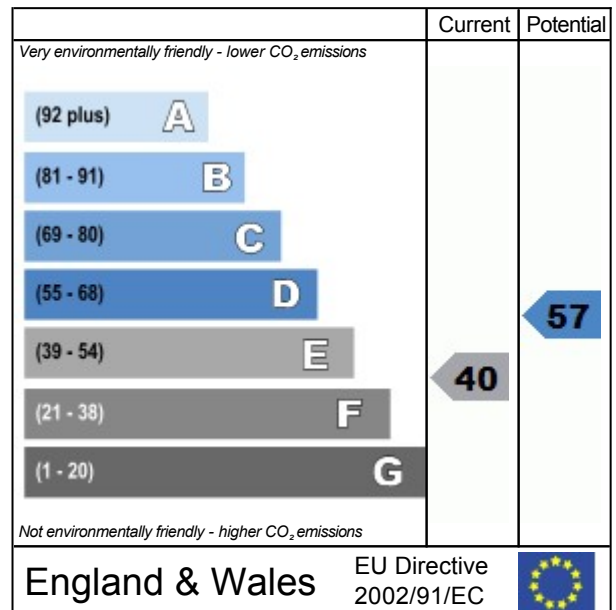 Current Potential
Very environmentally friendly - lower CO₂ emissions
(92 plus) A
(81 - 91) B
(69 - 80) C
(55 - 68) D
57
(39 - 54) E
40
(21 - 38) F
(1 - 20) G
Not environmentally friendly - higher CO₂ emissions
England & Wales
EU Directive
2002/91/EC